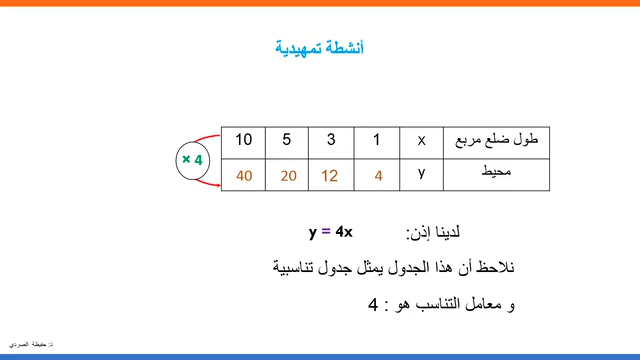 أنشطة تمهيدية
طول ضلع مربع x 1 3 5 10
محيط y 4 12 20 40
× 4
لدينا إذن: y = 4x
نلاحظ أن هذا الجدول يمثل جدول تناسبية
و معامل التناسب هو : 4
ذ: حفيظة الصردي